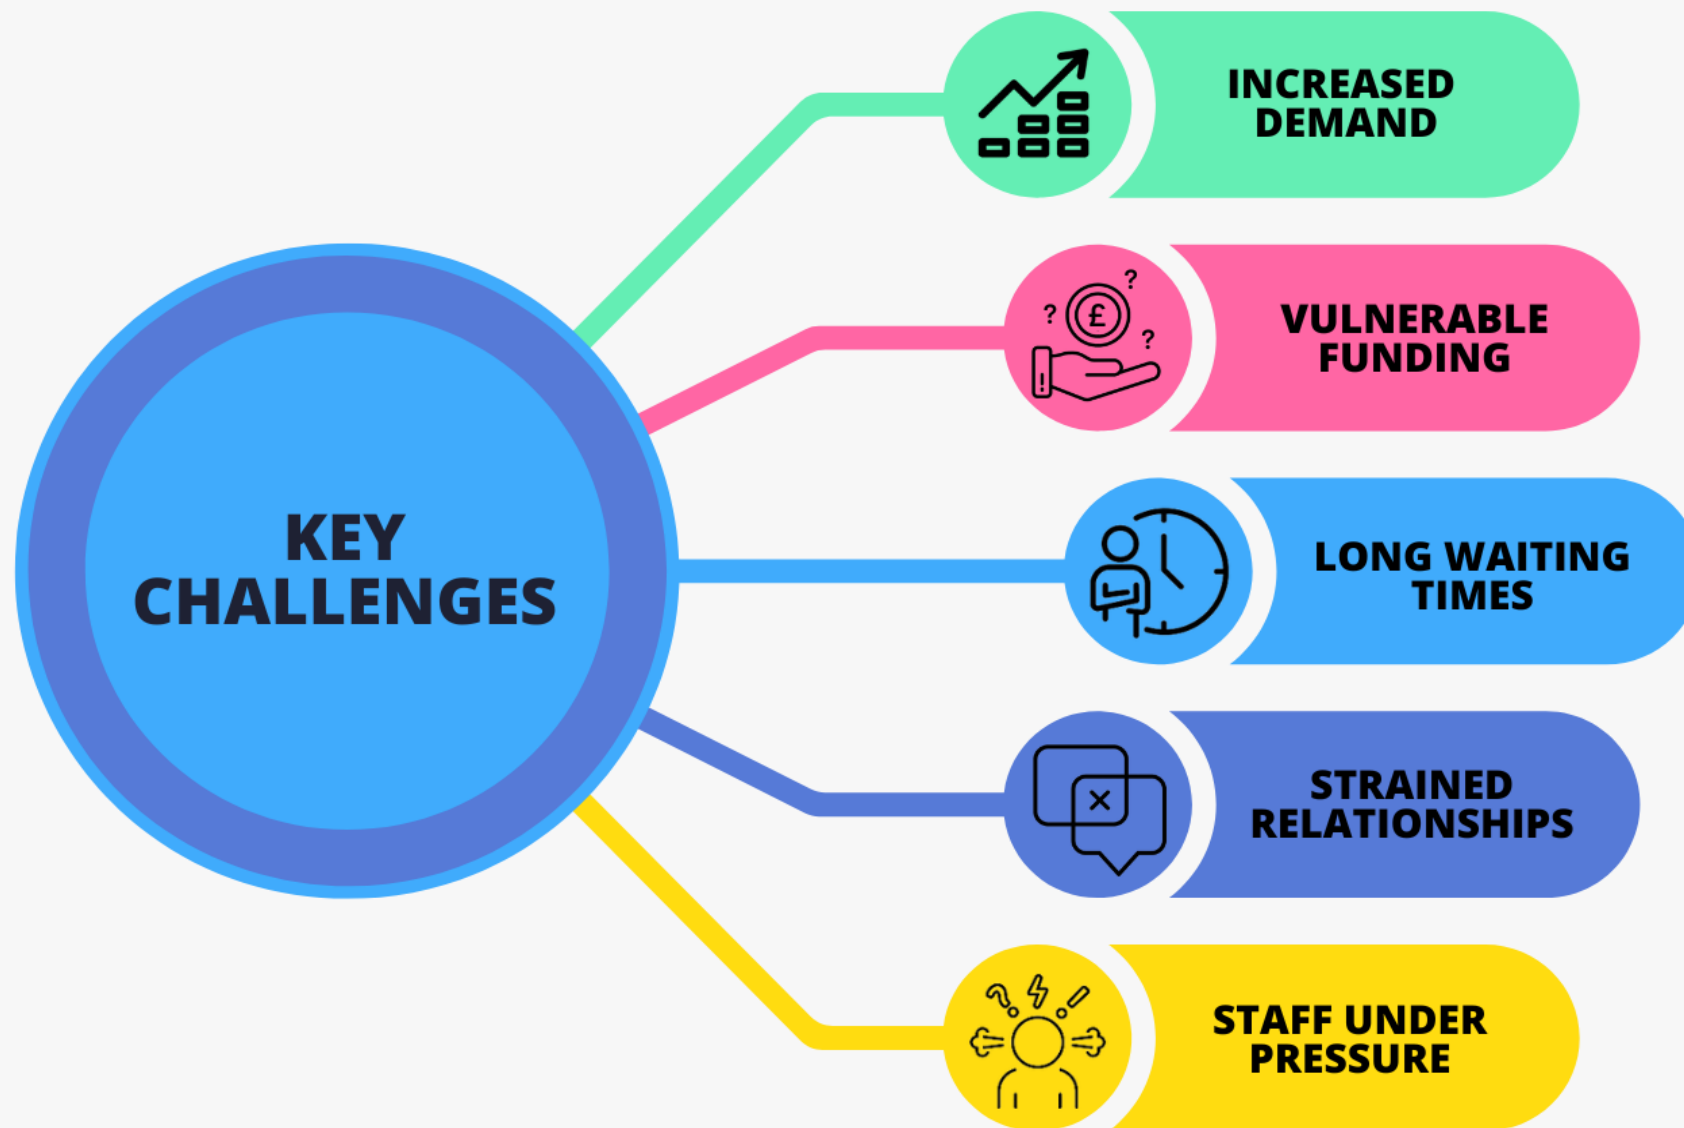 KEY
CHALLENGES
INCREASED
DEMAND
?
?
£
?
VULNERABLE
FUNDING
LONG WAITING
TIMES
STRAINED
RELATIONSHIPS
STAFF UNDER
PRESSURE